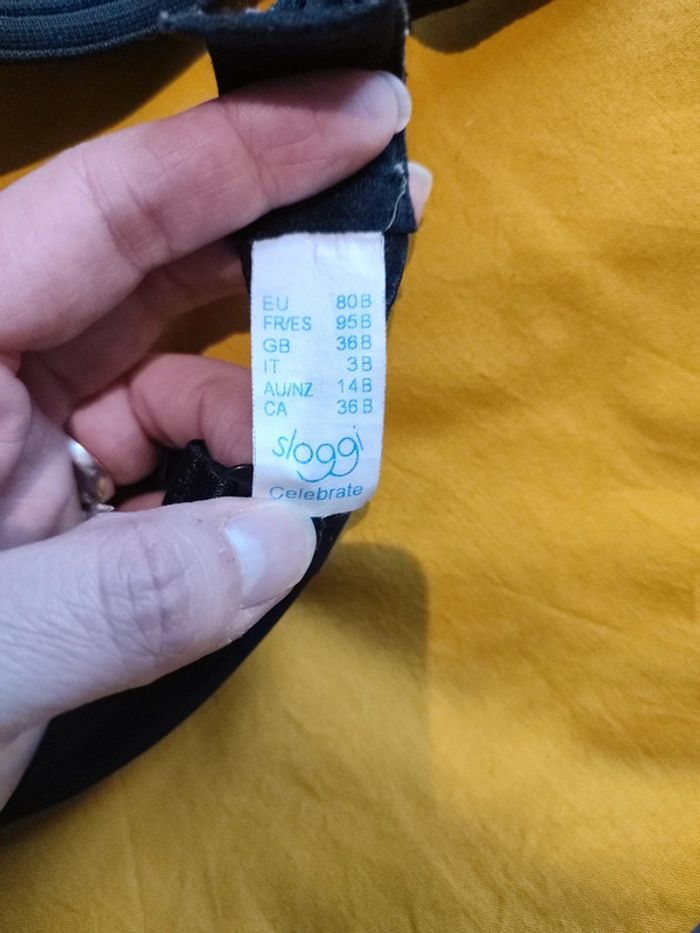 EU 80B
FR/ES 95B
GB 36B
IT 3B
AU/NZ 14B
CA 36B
sloggi
Celebrate